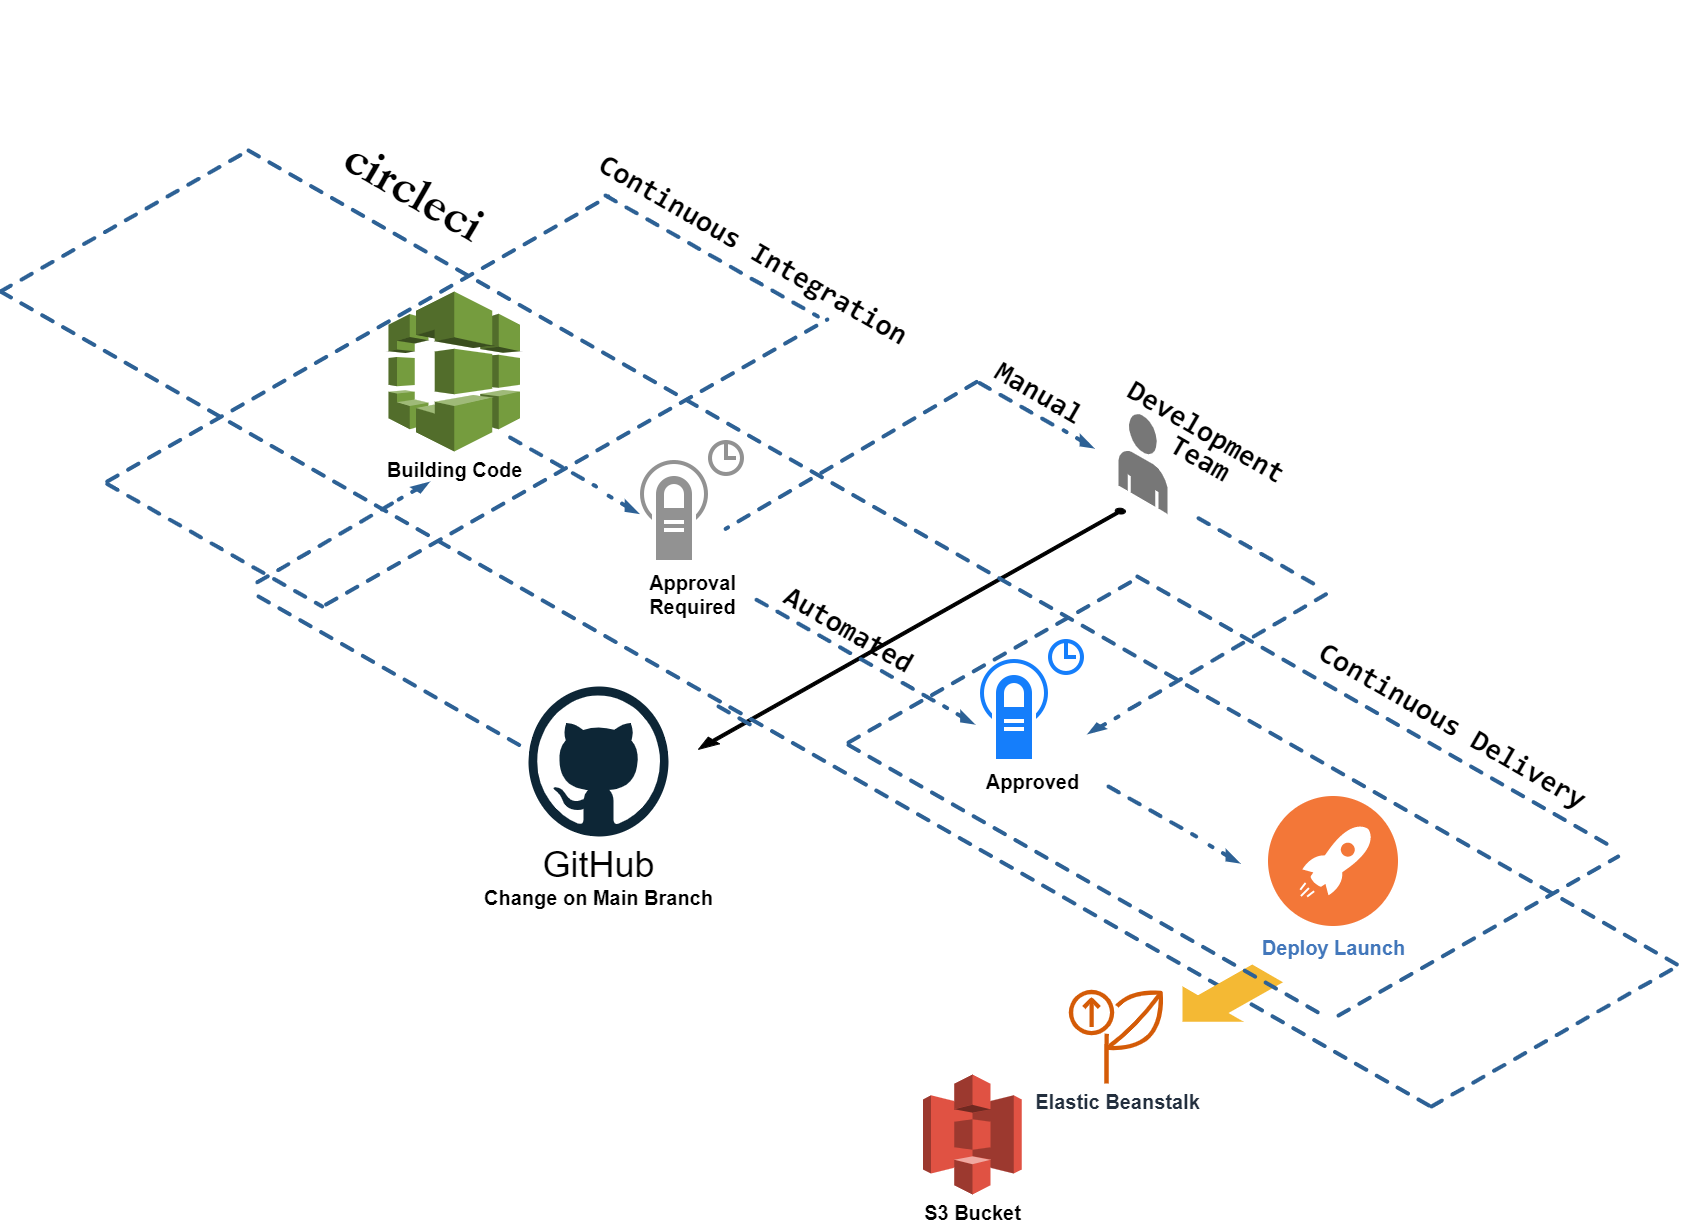 circleci
Continuous Integration
Manual
Development
Team
Building Code
Approval
Required
Automated
Continuous Delivery
Approved
GitHub
Change on Main Branch
Deploy Launch
Elastic Beanstalk
S3 Bucket